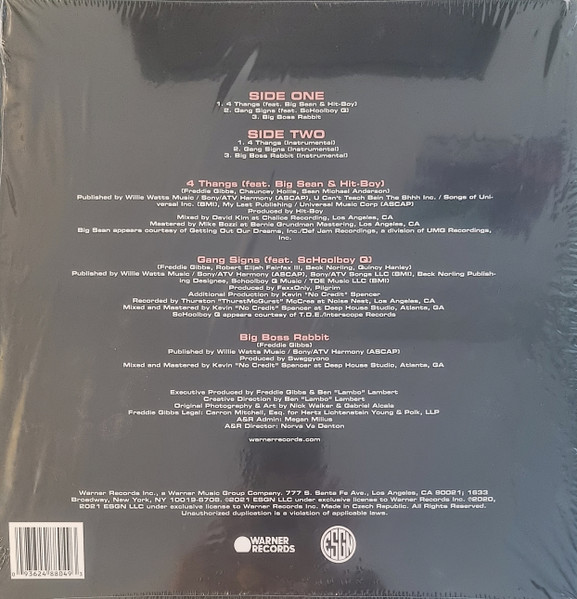 SIDE ONE
1. 4 Thangs (feat. Big Sean & Hit-Boy)
2. Gang Signs (feat. ScHoolboy Q)
3. Big Boss Rabbit
SIDE TWO
1. 4 Thangs (Instrumental)
2. Gang Signs (Instrumental)
3. Big Boss Rabbit (Instrumental)
4 Thangs (feat. Big Sean & Hit-Boy)
(Freddie Gibbs, Chauncey Hollis, Sean Michael Anderson)
Published by Willie Watts Music / Sony/ATV Harmony (ASCAP), U Can't Teach Bein The Shhh Inc. / Songs of Uni-
versal Inc. (BMI), My Last Publishing / Universal Music Corp (ASCAP)
Produced by Hit-Boy
Mixed by David Kim at Chalice Recording, Los Angeles, CA
Mastered by Mike Bozzi at Bernie Grundman Mastering, Los Angeles, CA
Big Sean appears courtesy of Getting Out Our Dreams, Inc./Def Jam Recordings, a division of UMG Recordings,
Inc.
Gang Signs (feat. ScHoolboy Q)
(Freddie Gibbs, Robert Elijah Fairfax III, Beck Norling, Quincy Hanley)
Published by Willie Watts Music / Sony/ATV Harmony (ASCAP), Sony/ATV Songs LLC (BMI), Beck Norling Publish-
ing Designee, Schoolboy Q Music / TDE Music LLC (BMI)
Produced by FexxOnly, Pilgrim
Additional Production by Kevin "No Credit" Spencer
Recorded by Thurston "ThurstMcGurst" McCrea at Noise Nest, Los Angeles, CA
Mixed and Mastered by Kevin "No Credit" Spencer at Deep House Studio, Atlanta, GA
ScHoolboy Q appears courtesy of T.D.E./Interscope Records
Big Boss Rabbit
(Freddie Gibbs)
Published by Willie Watts Music / Sony/ATV Harmony (ASCAP)
Produced by Swaggyono
Mixed and Mastered by Kevin "No Credit" Spencer at Deep House Studio, Atlanta, GA
Executive Produced by Freddie Gibbs & Ben "Lambo" Lambert
Creative Direction by Ben "Lambo" Lambert
Original Photography & Art by Nick Walker & Gabriel Alcala
Freddie Gibbs Legal: Carron Mitchell, Esq. for Hertz Lichtenstein Young & Polk, LLP
A&R Admin: Megan Milius
A&R Director: Norva Va Denton
warnerrecords.com
Warner Records Inc., a Warner Music Group Company. 777 S. Santa Fe Ave., Los Angeles, CA 90021; 1633
Broadway, New York, NY 10019-6708. ©2021 ESGN LLC under exclusive license to Warner Records Inc. ℗2020,
2021 ESGN LLC under exclusive license to Warner Records Inc. Made in Czech Republic. All Rights Reserved.
Unauthorized duplication is a violation of applicable laws.
WARNER
RECORDS
ESGN
0 93624 88049 8